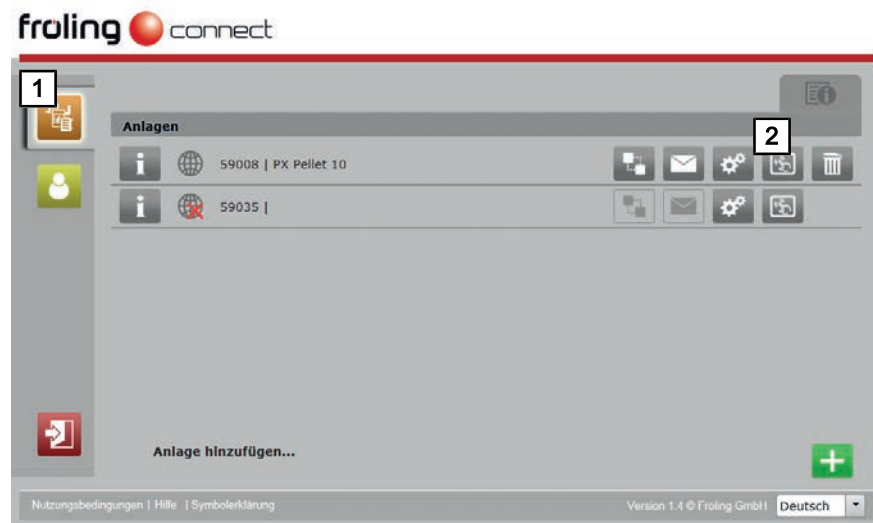 froling connect
1
2
Anlagen
59008 | PX Pellet 10
59035 |
Anlage hinzufügen...
Nutzungsbedingungen | Hilfe | Symbolerklärung
Version 1.4 © Froling GmbH
Deutsch